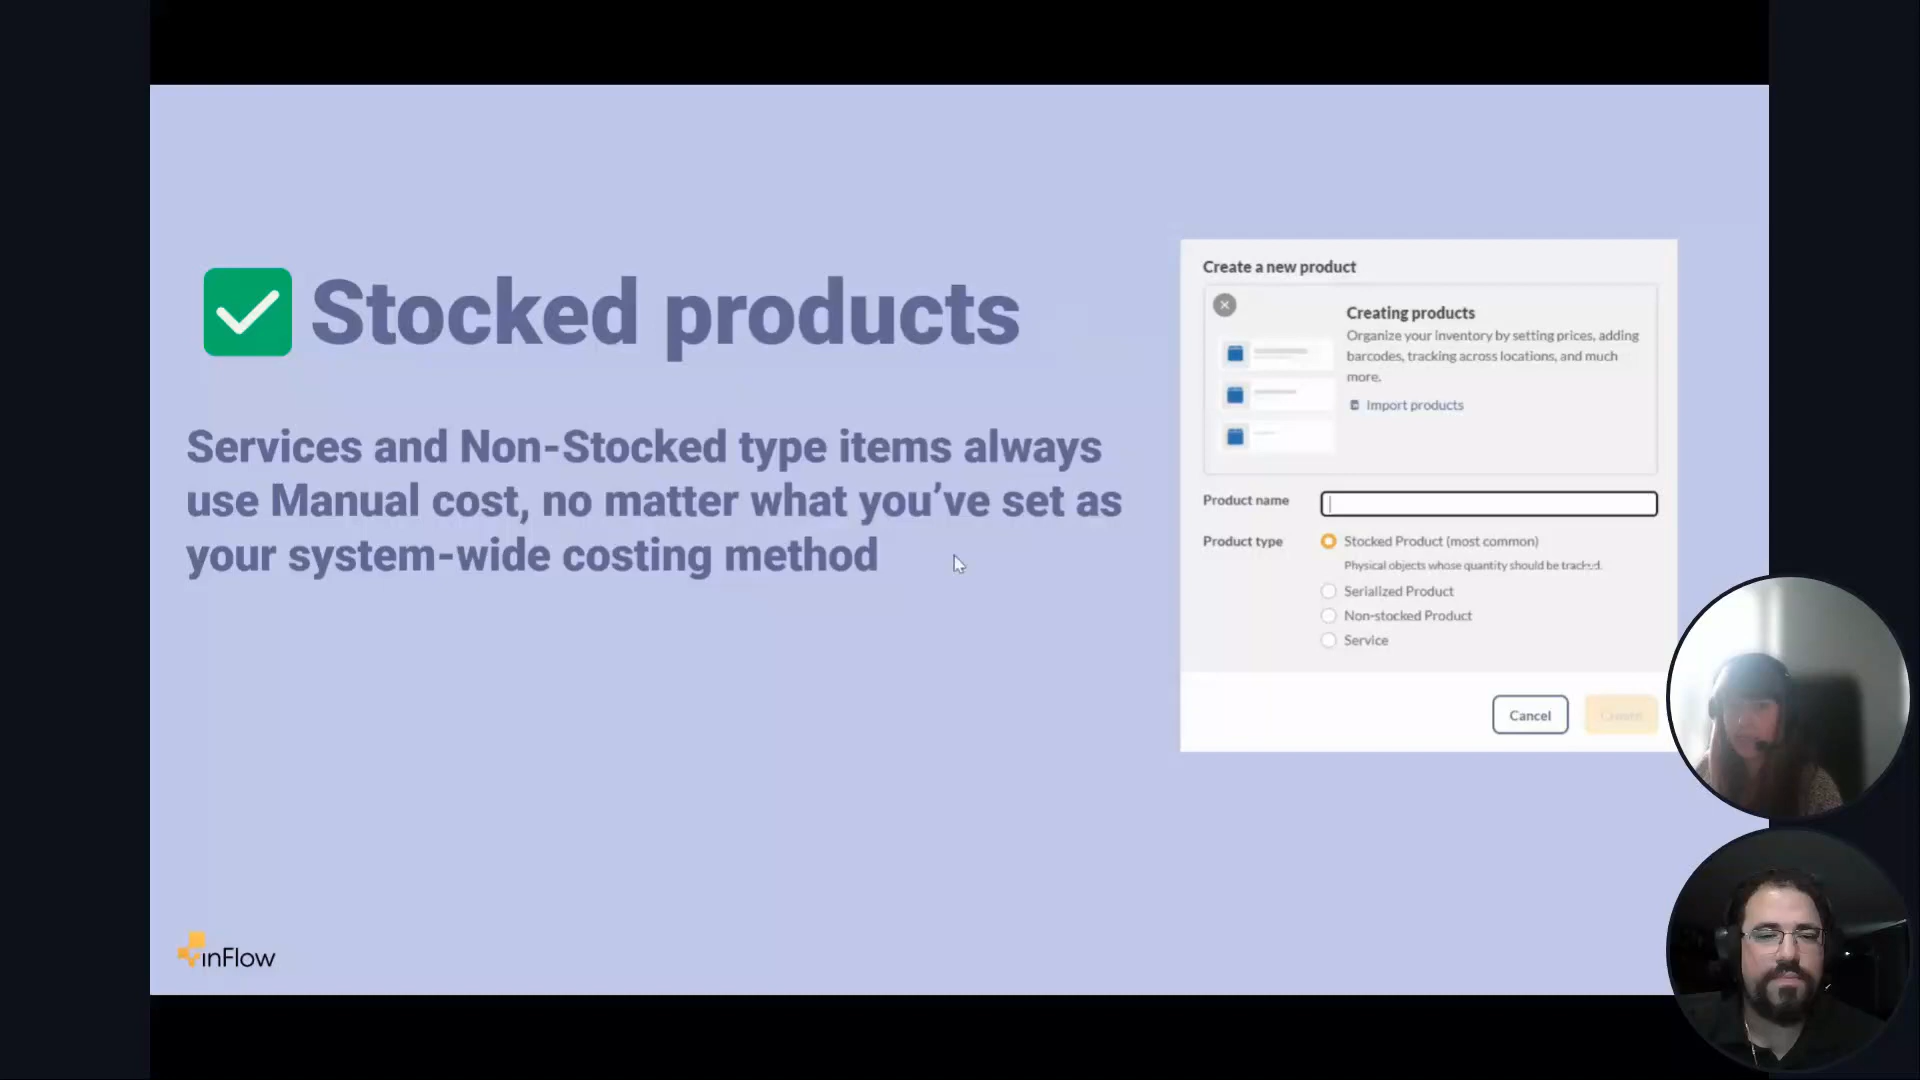 Stocked products
Services and Non-Stocked type items always
use Manual cost, no matter what you’ve set as
your system-wide costing method
Create a new product
Creating products
Organize your inventory by setting prices, adding
barcodes, tracking across locations, and much
more.
Import products
Product name
Product type
Stocked Product (most common)
Physical objects whose quantity should be tracked.
Serialized Product
Non-stocked Product
Service
Cancel
Create
inFlow